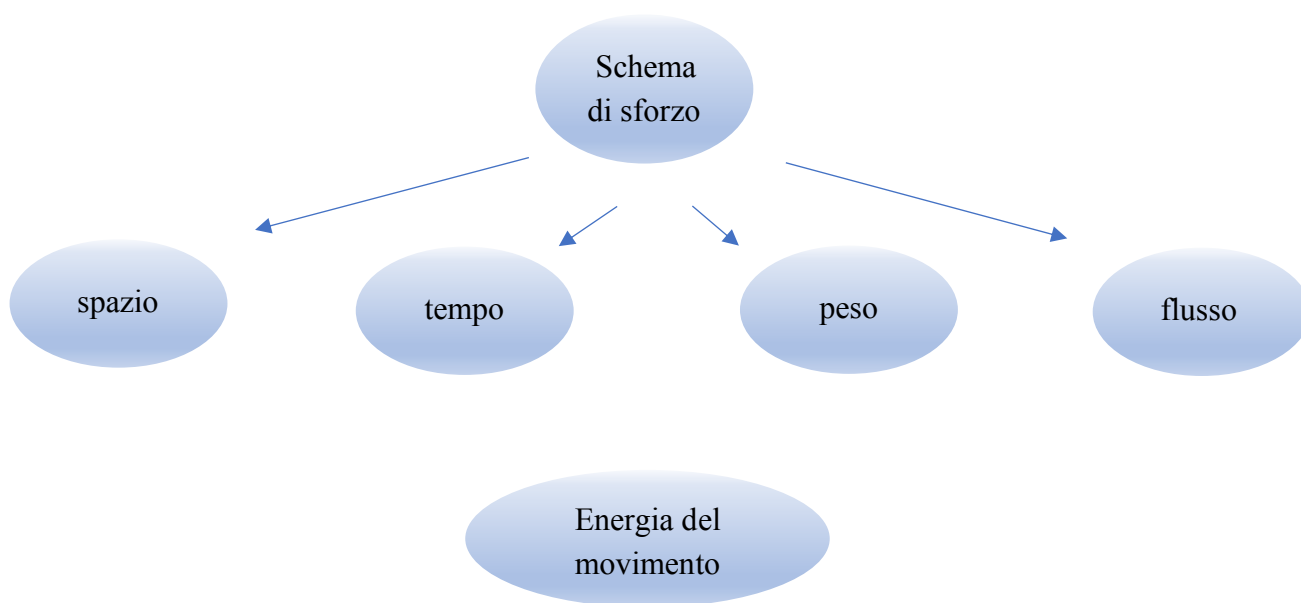 Schema
di sforzo
spazio
tempo
peso
flusso
Energia del
movimento